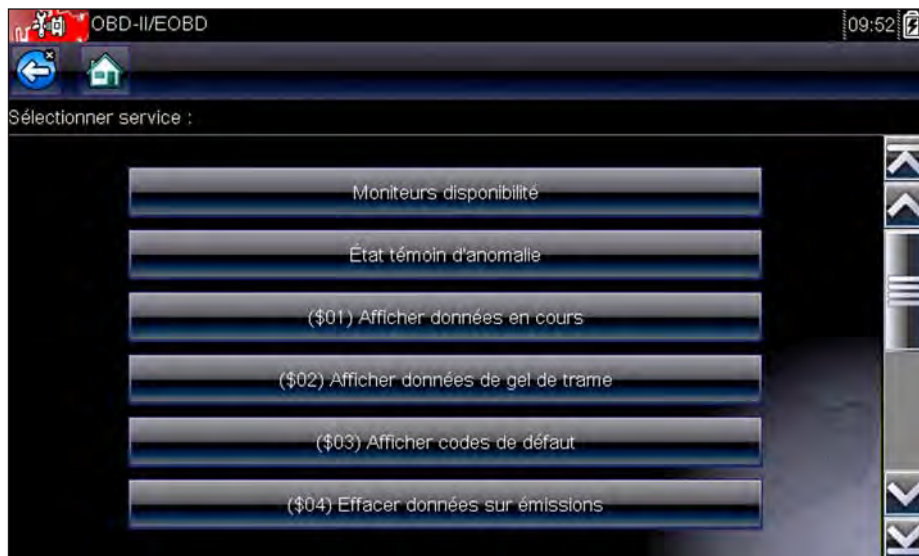 OBD-II/EOBD 09:52
Sélectionner service :
Moniteurs disponibilité
État témoin d'anomalie
($01) Afficher données en cours
($02) Afficher données de gel de trame
($03) Afficher codes de défaut
($04) Effacer données sur émissions